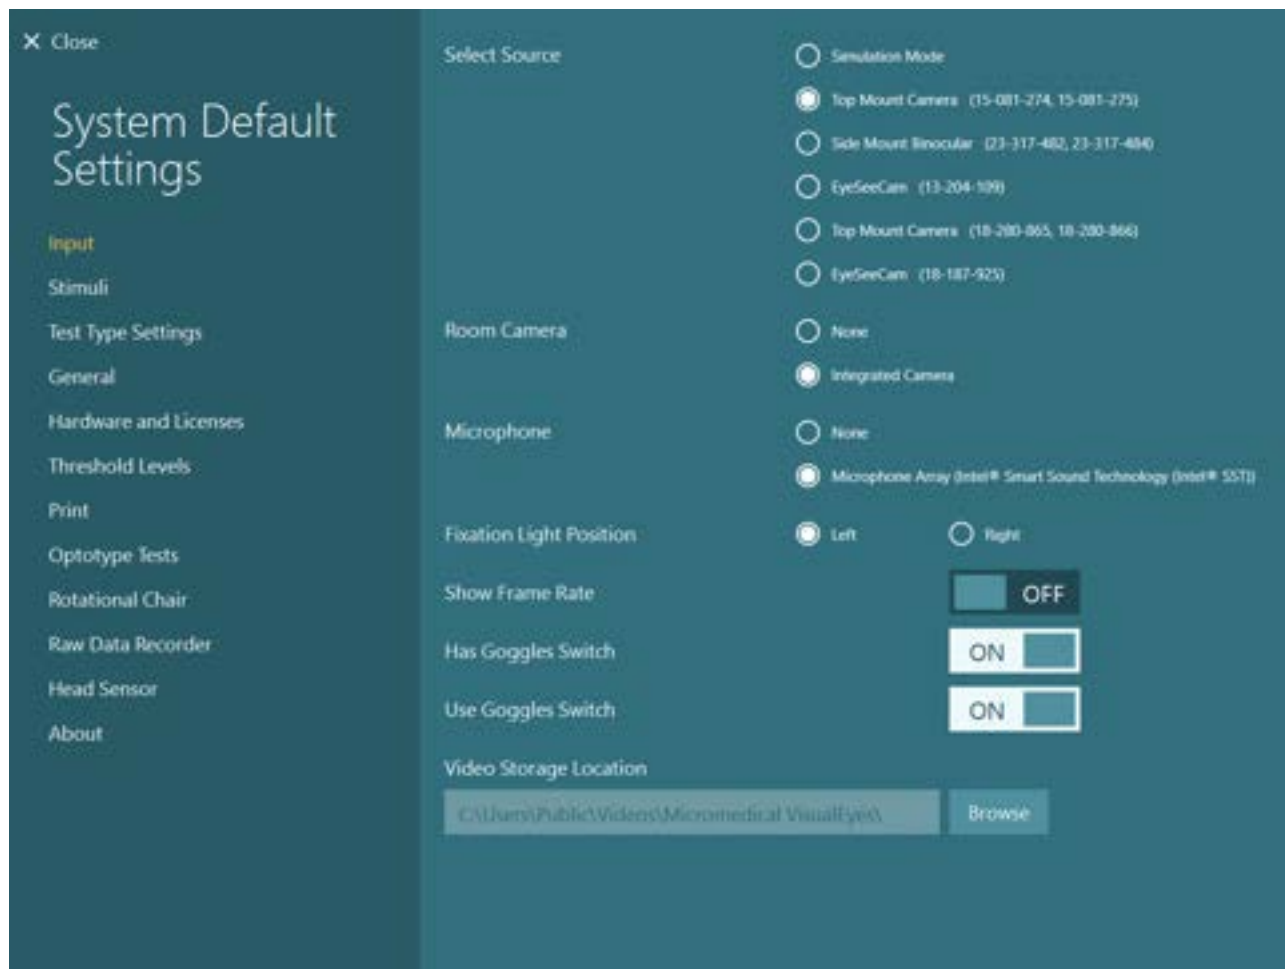 Close
System Default
Settings
Input
Stimuli
Test Type Settings
General
Hardware and Licenses
Threshold Levels
Print
Optotype Tests
Rotational Chair
Raw Data Recorder
Head Sensor
About
Select Source
Simulation Mode
Top Mount Camera (15-081-274, 15-081-275)
Side Mount Binocular (23-317-482, 23-317-484)
EyeSeeCam (13-204-109)
Top Mount Camera (18-280-865, 18-280-866)
EyeSeeCam (18-187-925)
Room Camera
None
Integrated Camera
Microphone
None
Microphone Array (Intel® Smart Sound Technology (Intel® SST))
Fixation Light Position
Left Right
Show Frame Rate OFF
Has Goggles Switch ON
Use Goggles Switch ON
Video Storage Location
C:\Users\Public\Videos\Micromedical VisualEyes\ Browse